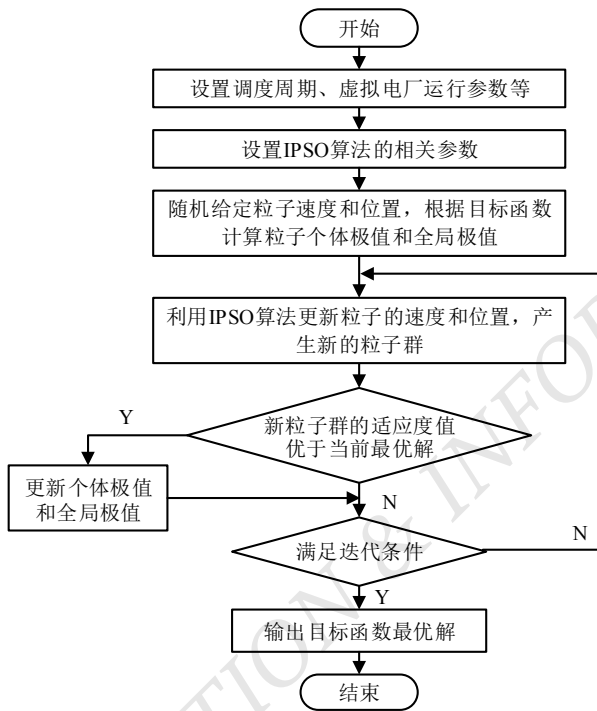 开始
设置调度周期、虚拟电厂运行参数等
设置IPSO算法的相关参数
随机给定粒子速度和位置，根据目标函数
计算粒子个体极值和全局极值
利用IPSO算法更新粒子的速度和位置，产
生新的粒子群
新粒子群的适应度值
优于当前最优解
Y
更新个体极值
和全局极值
N
满足迭代条件
N
Y
输出目标函数最优解
结束
TION & INFOR